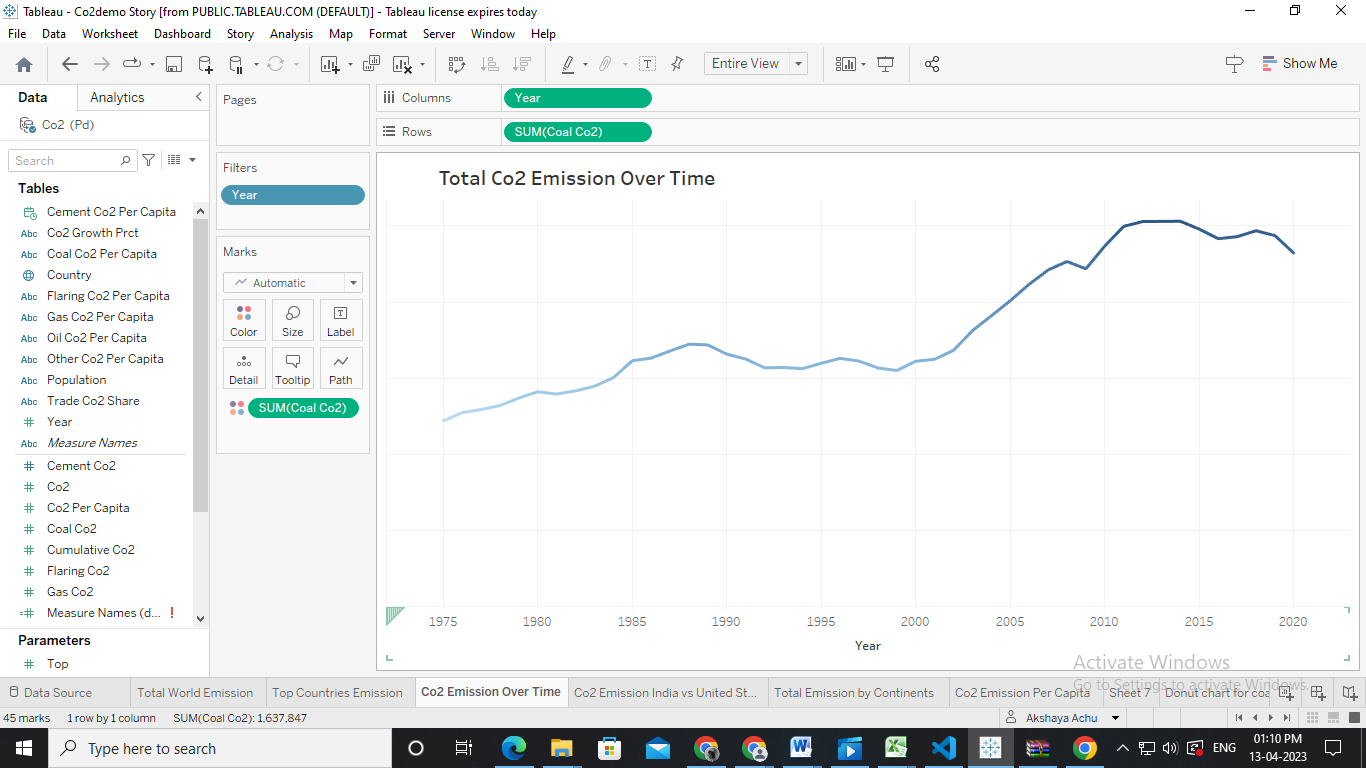 Tableau - Co2demo Story [from PUBLIC.TABLEAU.COM (DEFAULT)] - Tableau license expires today
File Data Worksheet Dashboard Story Analysis Map Format Server Window Help
Entire View
Show Me
Data Analytics
Co2 (Pd)
Search
Tables
Cement Co2 Per Capita
Abc Co2 Growth Prct
Abc Coal Co2 Per Capita
Country
Abc Flaring Co2 Per Capita
Abc Gas Co2 Per Capita
Abc Oil Co2 Per Capita
Abc Other Co2 Per Capita
Abc Population
Abc Trade Co2 Share
# Year
Abc Measure Names
# Cement Co2
# Co2
# Co2 Per Capita
# Coal Co2
# Cumulative Co2
# Flaring Co2
# Gas Co2
=# Measure Names (d... !
Parameters
# Top
Pages
Filters
Year
Marks
Automatic
Color Size Label
Detail Tooltip Path
SUM(Coal Co2)
Columns Year
Rows SUM(Coal Co2)
Total Co2 Emission Over Time
1975 1980 1985 1990 1995 2000 2005 2010 2015 2020
Year
Activate Windows
Go to Settings to activate Windows.
Data Source Total World Emission Top Countries Emission Co2 Emission Over Time Co2 Emission India vs United St... Total Emission by Continents Co2 Emission Per Capita Sheet 7 Donut chart for coa
45 marks 1 row by 1 column SUM(Coal Co2): 1,637,847
Akshaya Achu
Type here to search
ENG
01:10 PM
13-04-2023